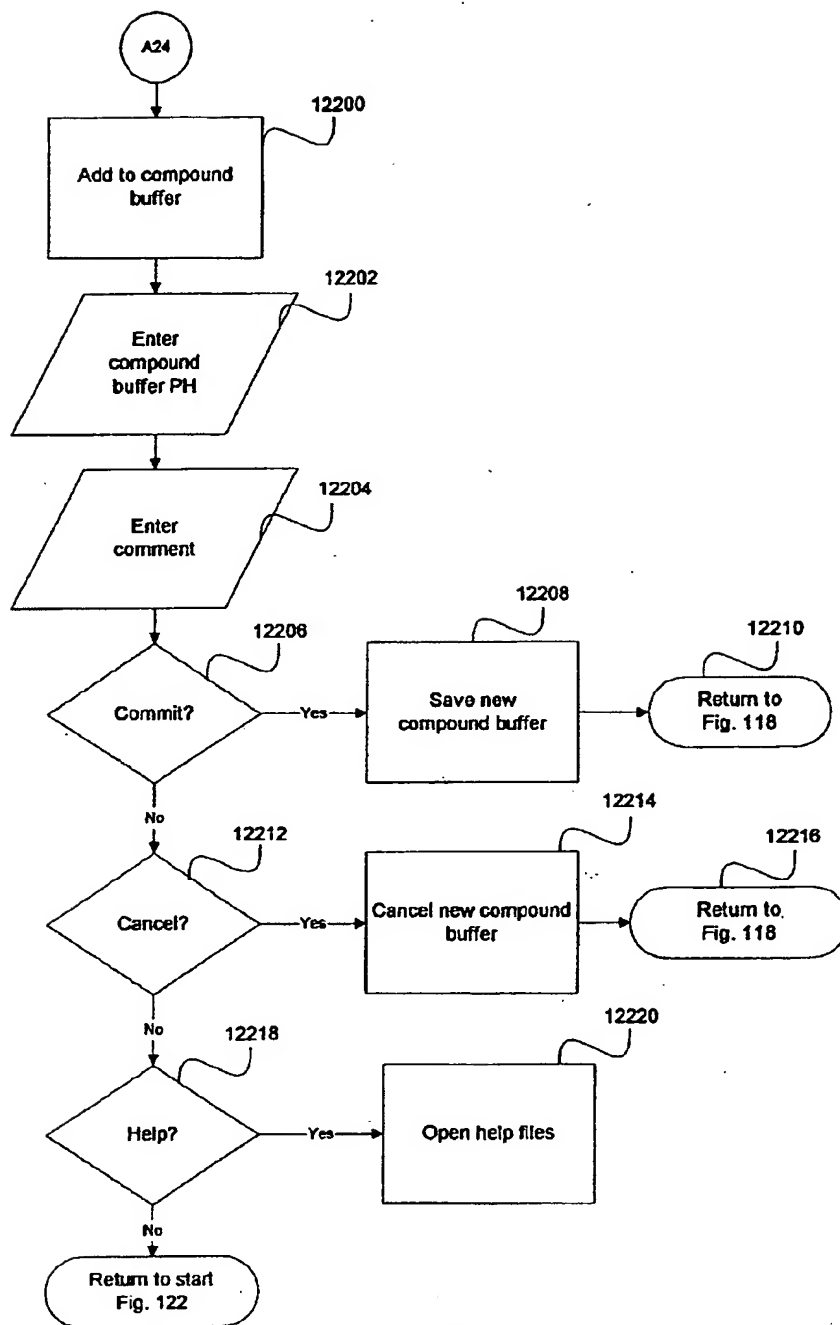 A24
12200
Add to compound
buffer
12202
Enter
compound
buffer PH
12204
Enter
comment
12206
Commit?
Yes
12208
Save new
compound buffer
12210
Return to
Fig. 118
No
12212
Cancel?
Yes
12214
Cancel new compound
buffer
12216
Return to
Fig. 118
No
12218
Help?
Yes
12220
Open help files
No
Return to start
Fig. 122